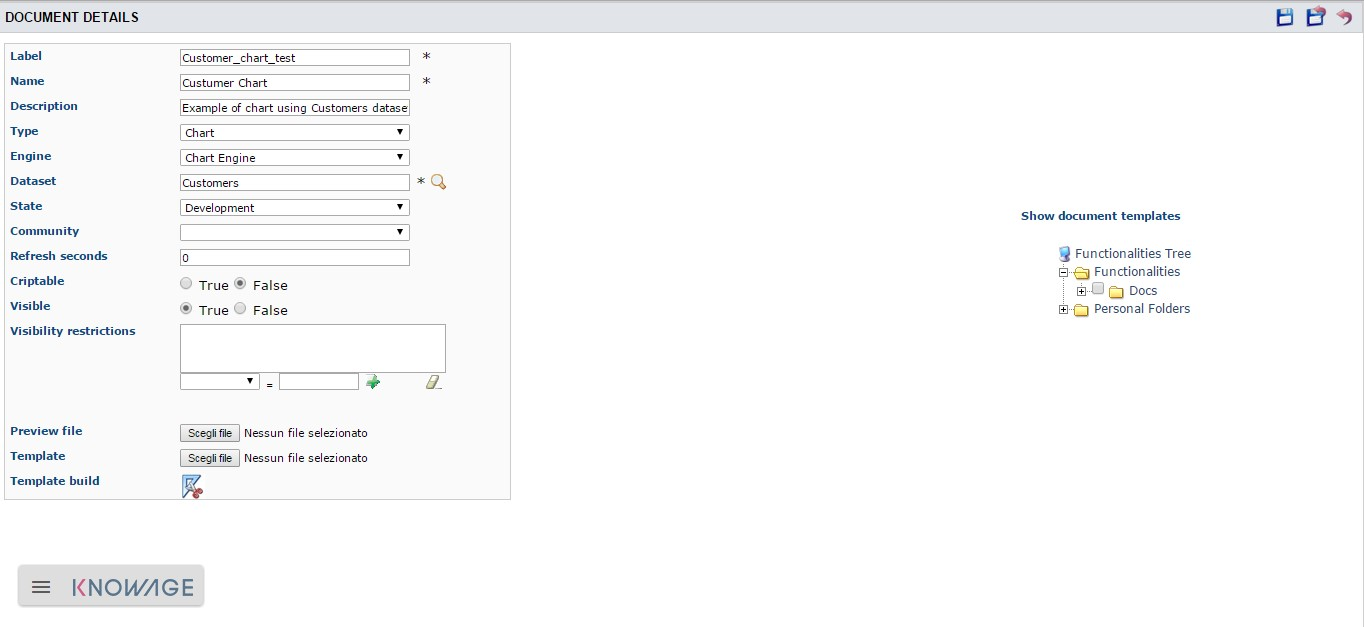 DOCUMENT DETAILS
Label Customer_chart_test *
Name Custumer Chart *
Description Example of chart using Customers datase
Type Chart
Engine Chart Engine
Dataset Customers *
State Development
Community
Refresh seconds 0
Criptable True False
Visible True False
Visibility restrictions
=
Preview file Scegli file Nessun file selezionato
Template Scegli file Nessun file selezionato
Template build
Show document templates
Functionalities Tree
Functionalities
Docs
Personal Folders
KNOWAGE